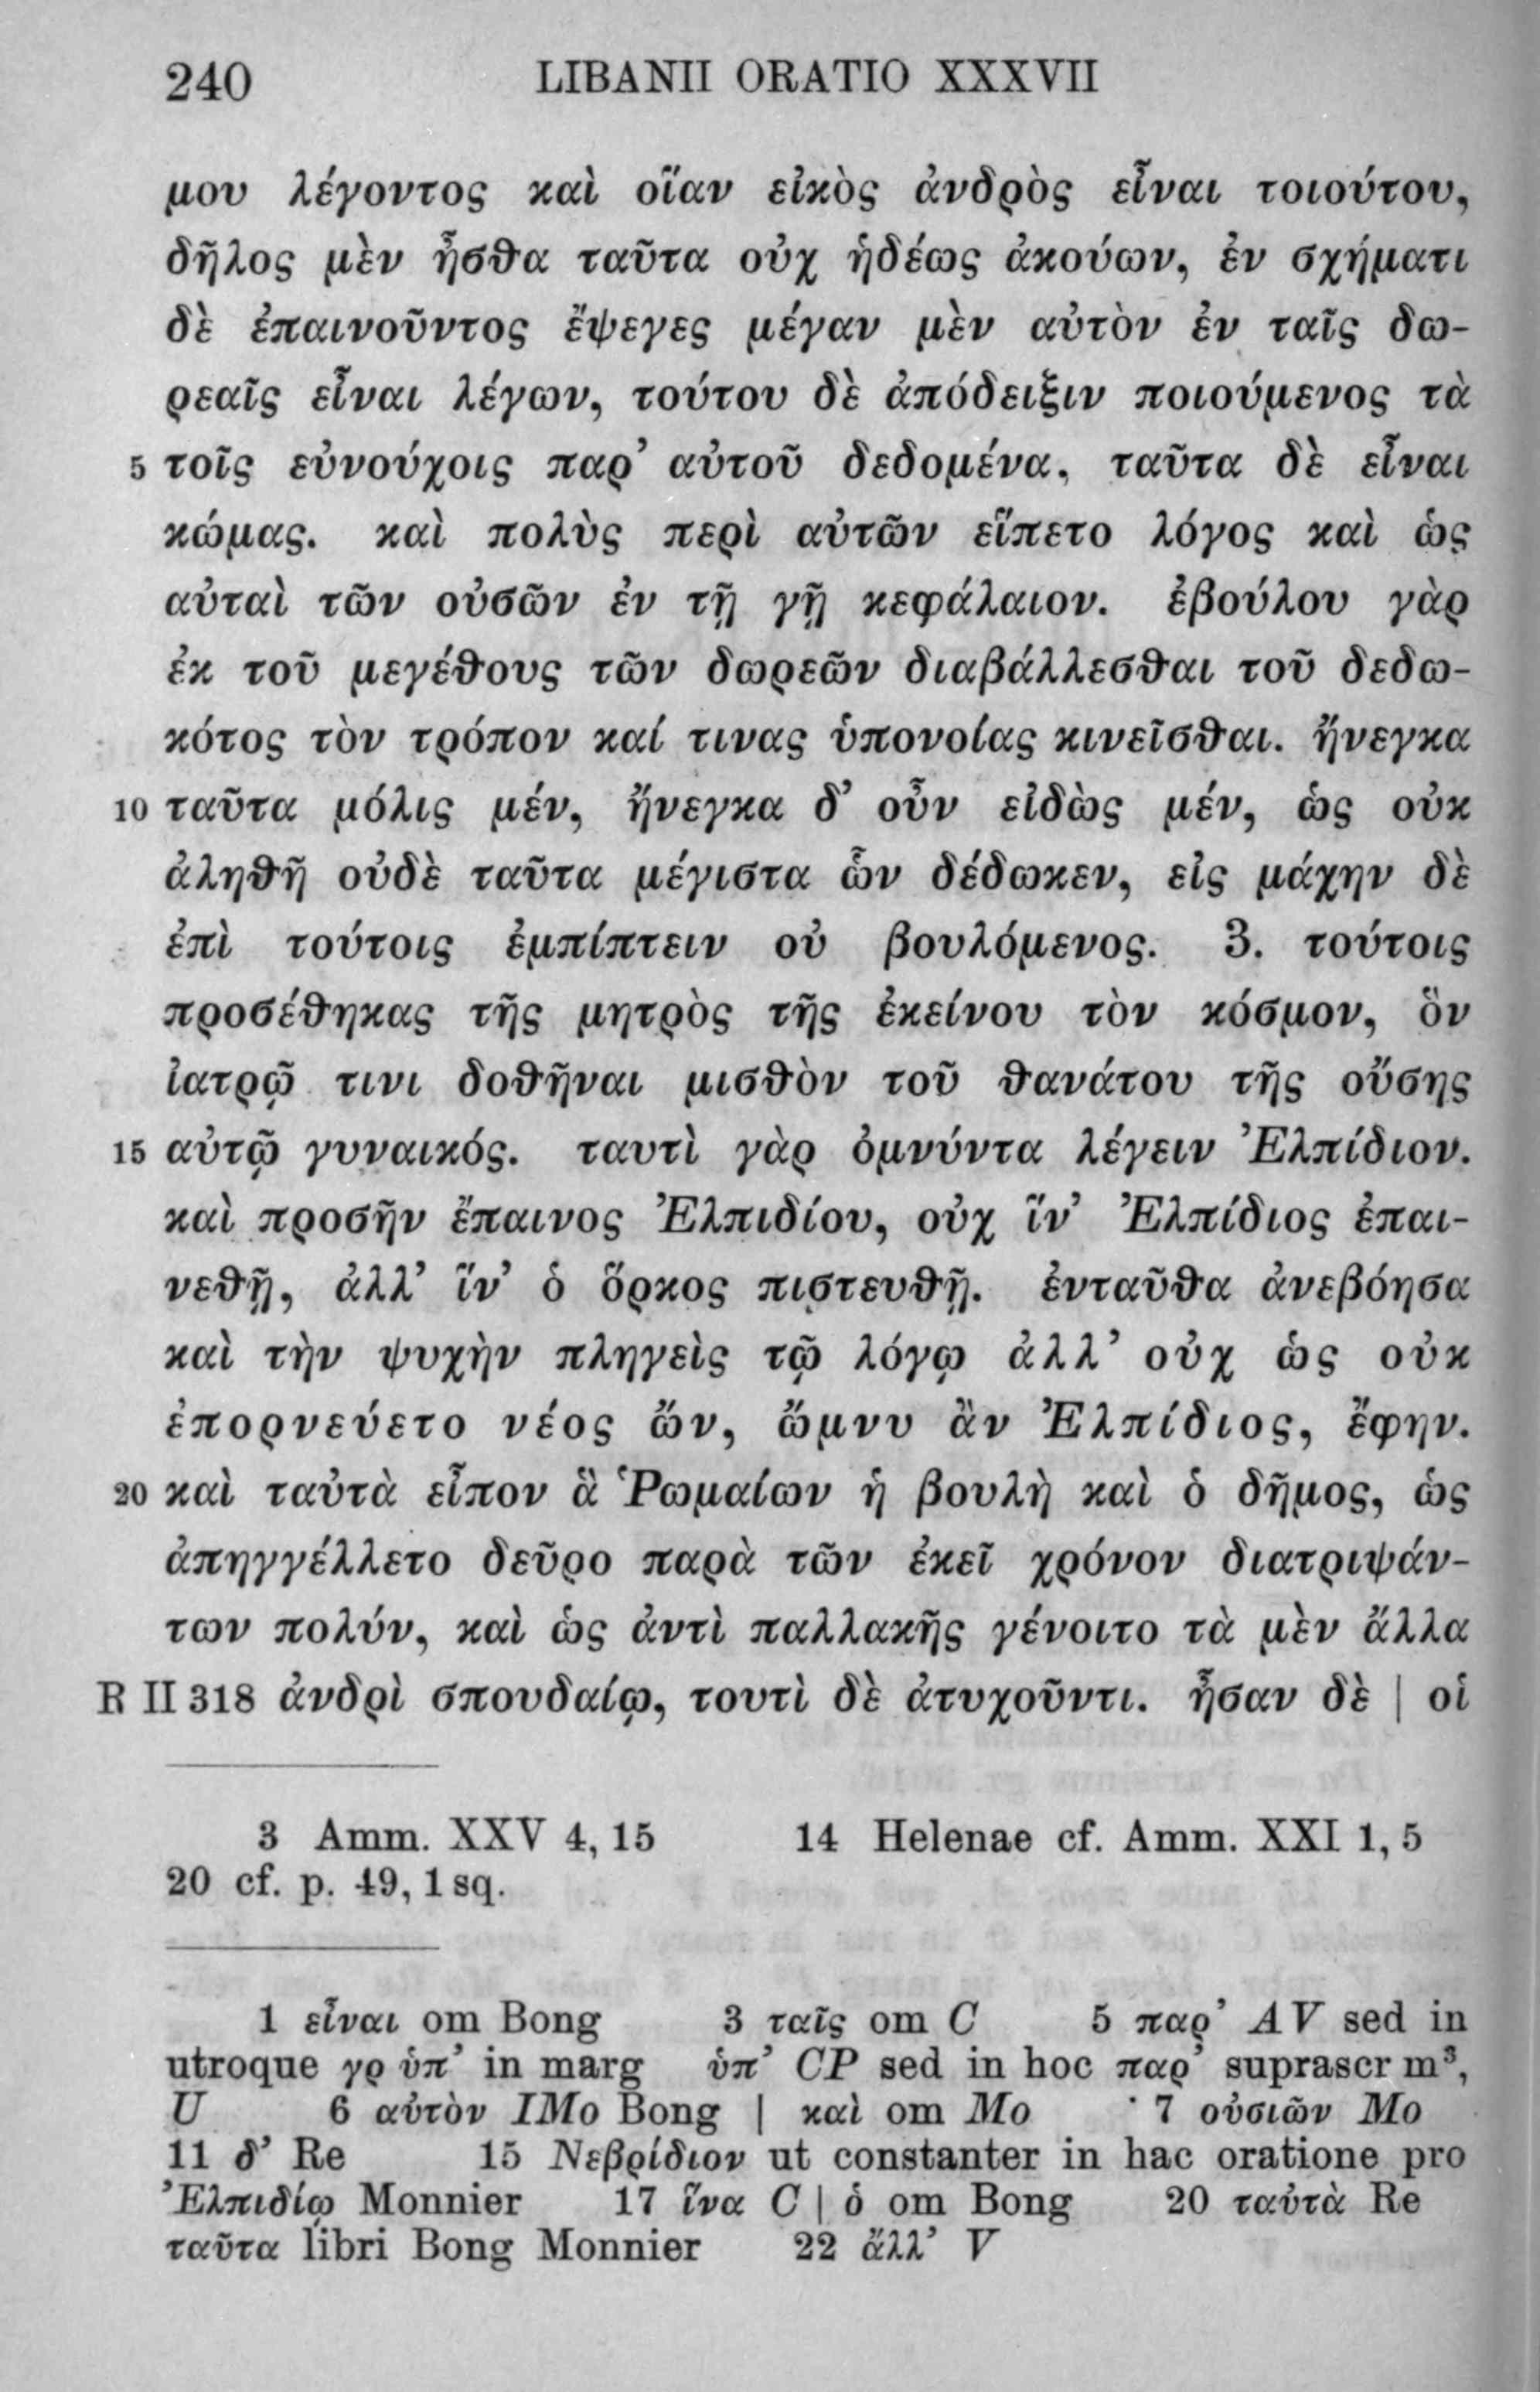 240 LIBANII ORATIO XXXVII
μου λέγοντος καὶ οἵαν εἰκὸς ἀνδρὸς εἶναι τοιούτου,
δῆλος μὲν ἦσθα ταῦτα οὐχ ἡδέως ἀκούων, ἐν σχήματι
δὲ ἐπαινοῦντος ἔψεγες μέγαν μὲν αὐτὸν ἐν ταῖς δω-
ρεαῖς εἶναι λέγων, τούτου δὲ ἀπόδειξιν ποιούμενος τὰ
5 τοῖς εὐνούχοις παρ’ αὐτοῦ δεδομένα, ταῦτα δὲ εἶναι
κώμας. καὶ πολὺς περὶ αὐτῶν εἵπετο λόγος καὶ ὡς
αὐταὶ τῶν οὐσῶν ἐν τῇ γῇ κεφάλαιον. ἐβούλου γὰρ
ἐκ τοῦ μεγέθους τῶν δωρεῶν διαβάλλεσθαι τοῦ δεδω-
κότος τὸν τρόπον καί τινας ὑπονοίας κινεῖσθαι. ἤνεγκα
10 ταῦτα μόλις μέν, ἤνεγκα δ’ οὖν εἰδὼς μέν, ὡς οὐκ
ἀληθῆ οὐδὲ ταῦτα μέγιστα ὧν δέδωκεν, εἰς μάχην δὲ
ἐπὶ τούτοις ἐμπίπτειν οὐ βουλόμενος. 3. τούτοις
προσέθηκας τῆς μητρὸς τῆς ἐκείνου τὸν κόσμον, ὃν
ἰατρῷ τινι δοθῆναι μισθὸν τοῦ θανάτου τῆς οὔσης
15 αὐτῷ γυναικός. ταυτὶ γὰρ ὀμνύντα λέγειν Ἐλπίδιον.
καὶ προσῆν ἔπαινος Ἐλπιδίου, οὐχ ἵν’ Ἐλπίδιος ἐπαι-
νεθῇ, ἀλλ’ ἵν’ ὁ ὅρκος πιστευθῇ. ἐνταῦθα ἀνεβόησα
καὶ τὴν ψυχὴν πληγεὶς τῷ λόγῳ ἀλλ’ οὐχ ὡς οὐκ
ἐπορνεύετο νέος ὤν, ὤμνυ ἂν Ἐλπίδιος, ἔφην.
20 καὶ ταὐτὰ εἶπον ἃ Ῥωμαίων ἡ βουλὴ καὶ ὁ δῆμος, ὡς
ἀπηγγέλλετο δεῦρο παρὰ τῶν ἐκεῖ χρόνον διατριψάν-
των πολύν, καὶ ὡς ἀντὶ παλλακῆς γένοιτο τὰ μὲν ἄλλα
R II 318 ἀνδρὶ σπουδαίῳ, τουτὶ δὲ ἀτυχοῦντι. ἦσαν δὲ | οἱ
3 Amm. XXV 4, 15 14 Helenae cf. Amm. XXI 1, 5
20 cf. p. 49, 1 sq.
1 εἶναι om Bong 3 ταῖς om C 5 παρ’ AV sed in
utroque γρ ὑπ’ in marg ὑπ’ CP sed in hoc παρ’ suprascr m³,
U 6 αὐτὸν IMo Bong | καὶ om Mo 7 οὐσιῶν Mo
11 δ’ Re 15 Νεβρίδιον ut constanter in hac oratione pro
Ἐλπιδίῳ Monnier 17 ἵνα C | ὁ om Bong 20 ταὐτὰ Re
ταῦτα libri Bong Monnier 22 ἄλλ’ V